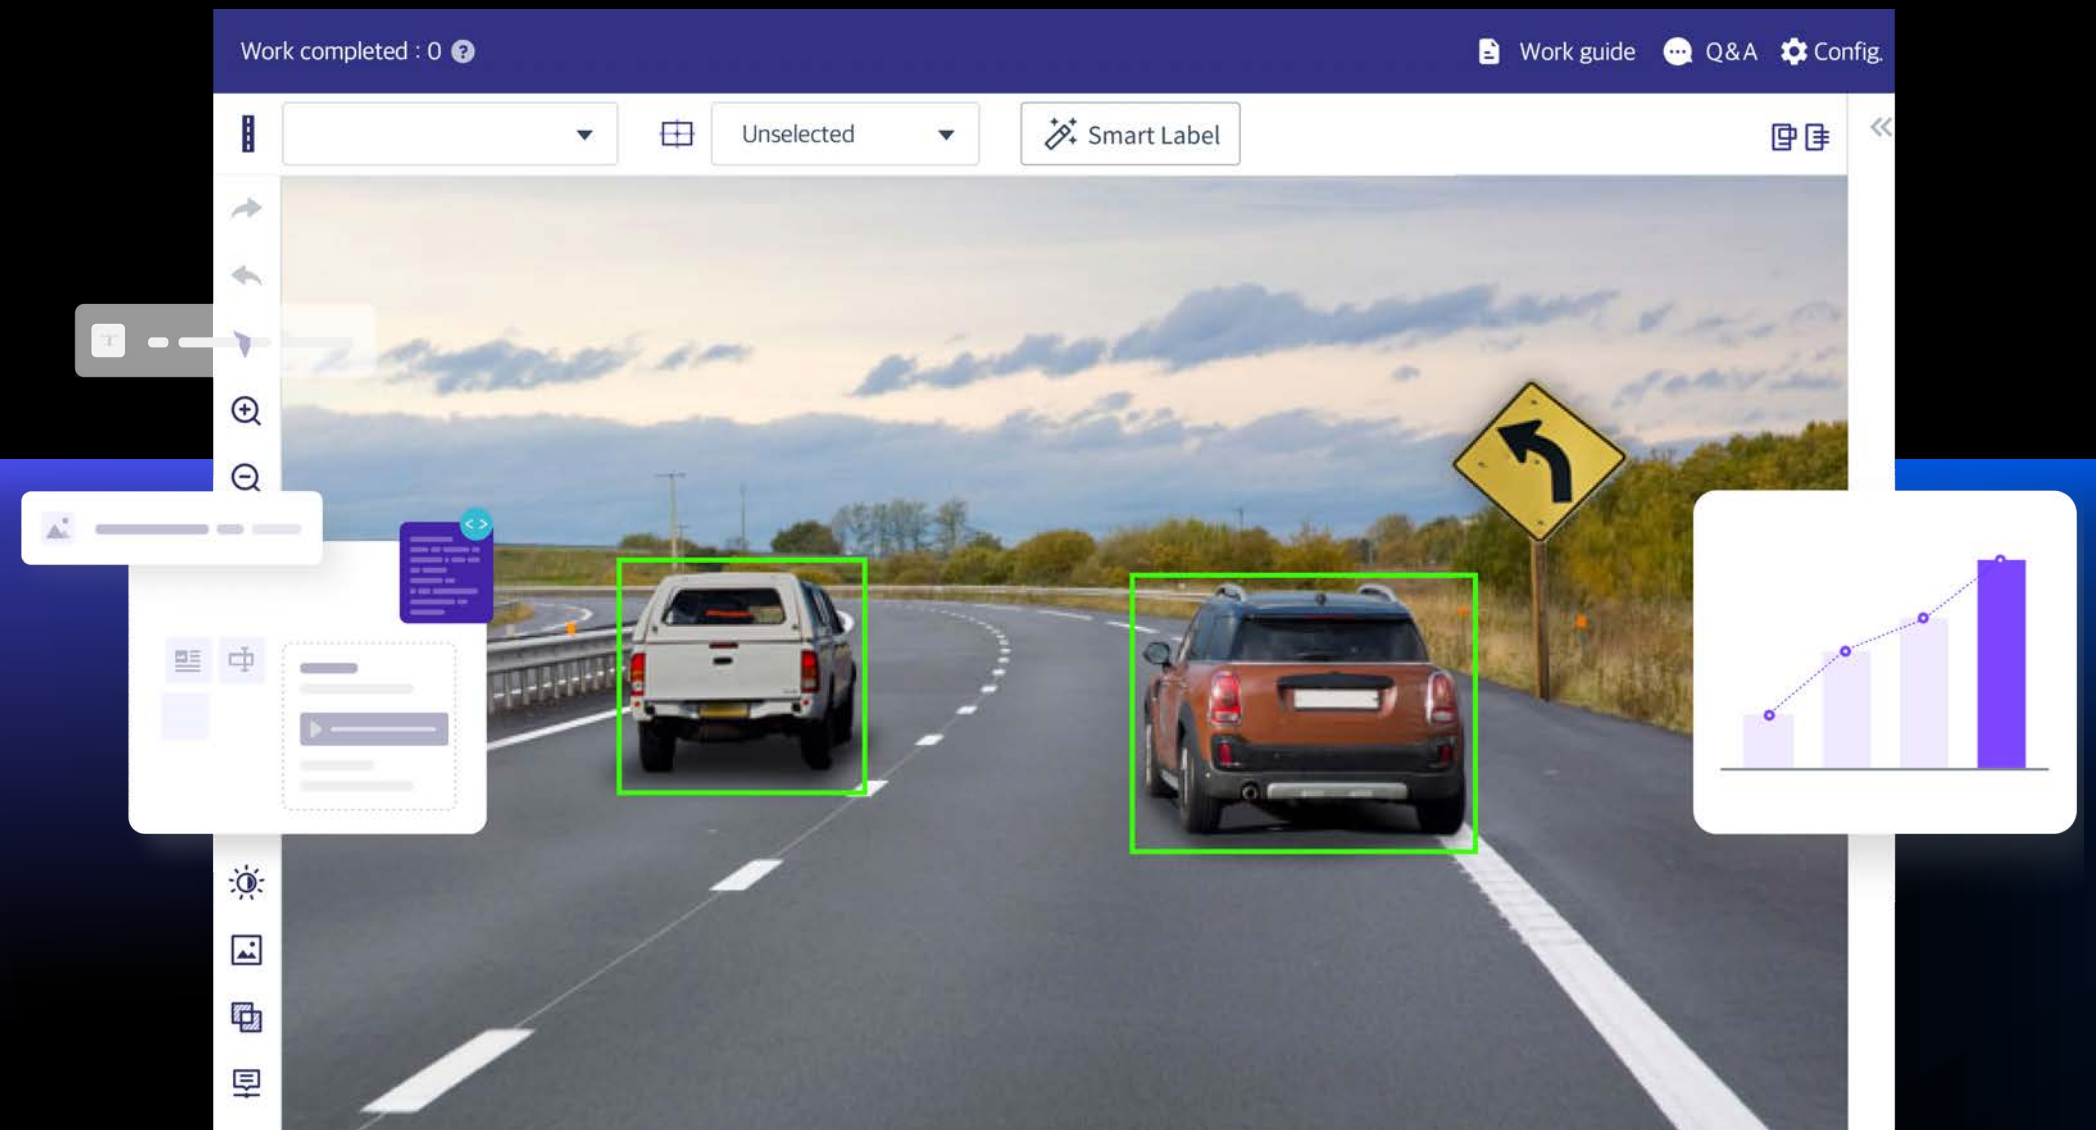 Work completed : 0 ?
Work guide
Q&A
Config.
Unselected
Smart Label